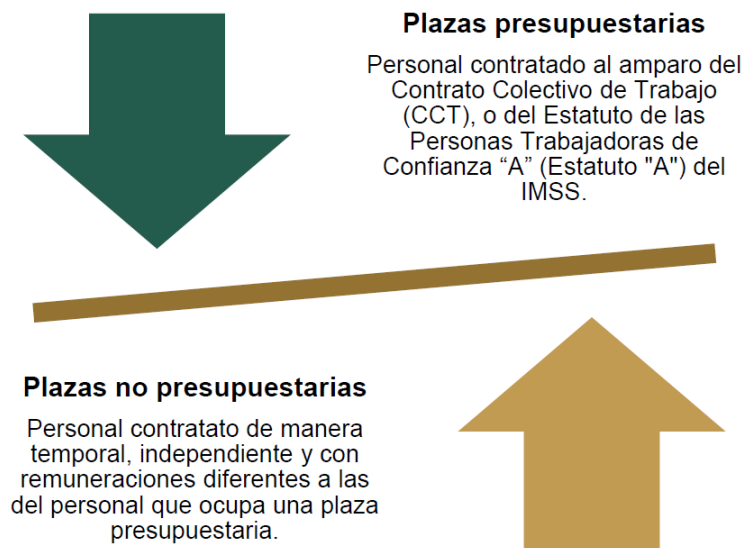 Plazas presupuestarias
Personal contratado al amparo del
Contrato Colectivo de Trabajo
(CCT), o del Estatuto de las
Personas Trabajadoras de
Confianza “A” (Estatuto "A") del
IMSS.
Plazas no presupuestarias
Personal contratato de manera
temporal, independiente y con
remuneraciones diferentes a las
del personal que ocupa una plaza
presupuestaria.